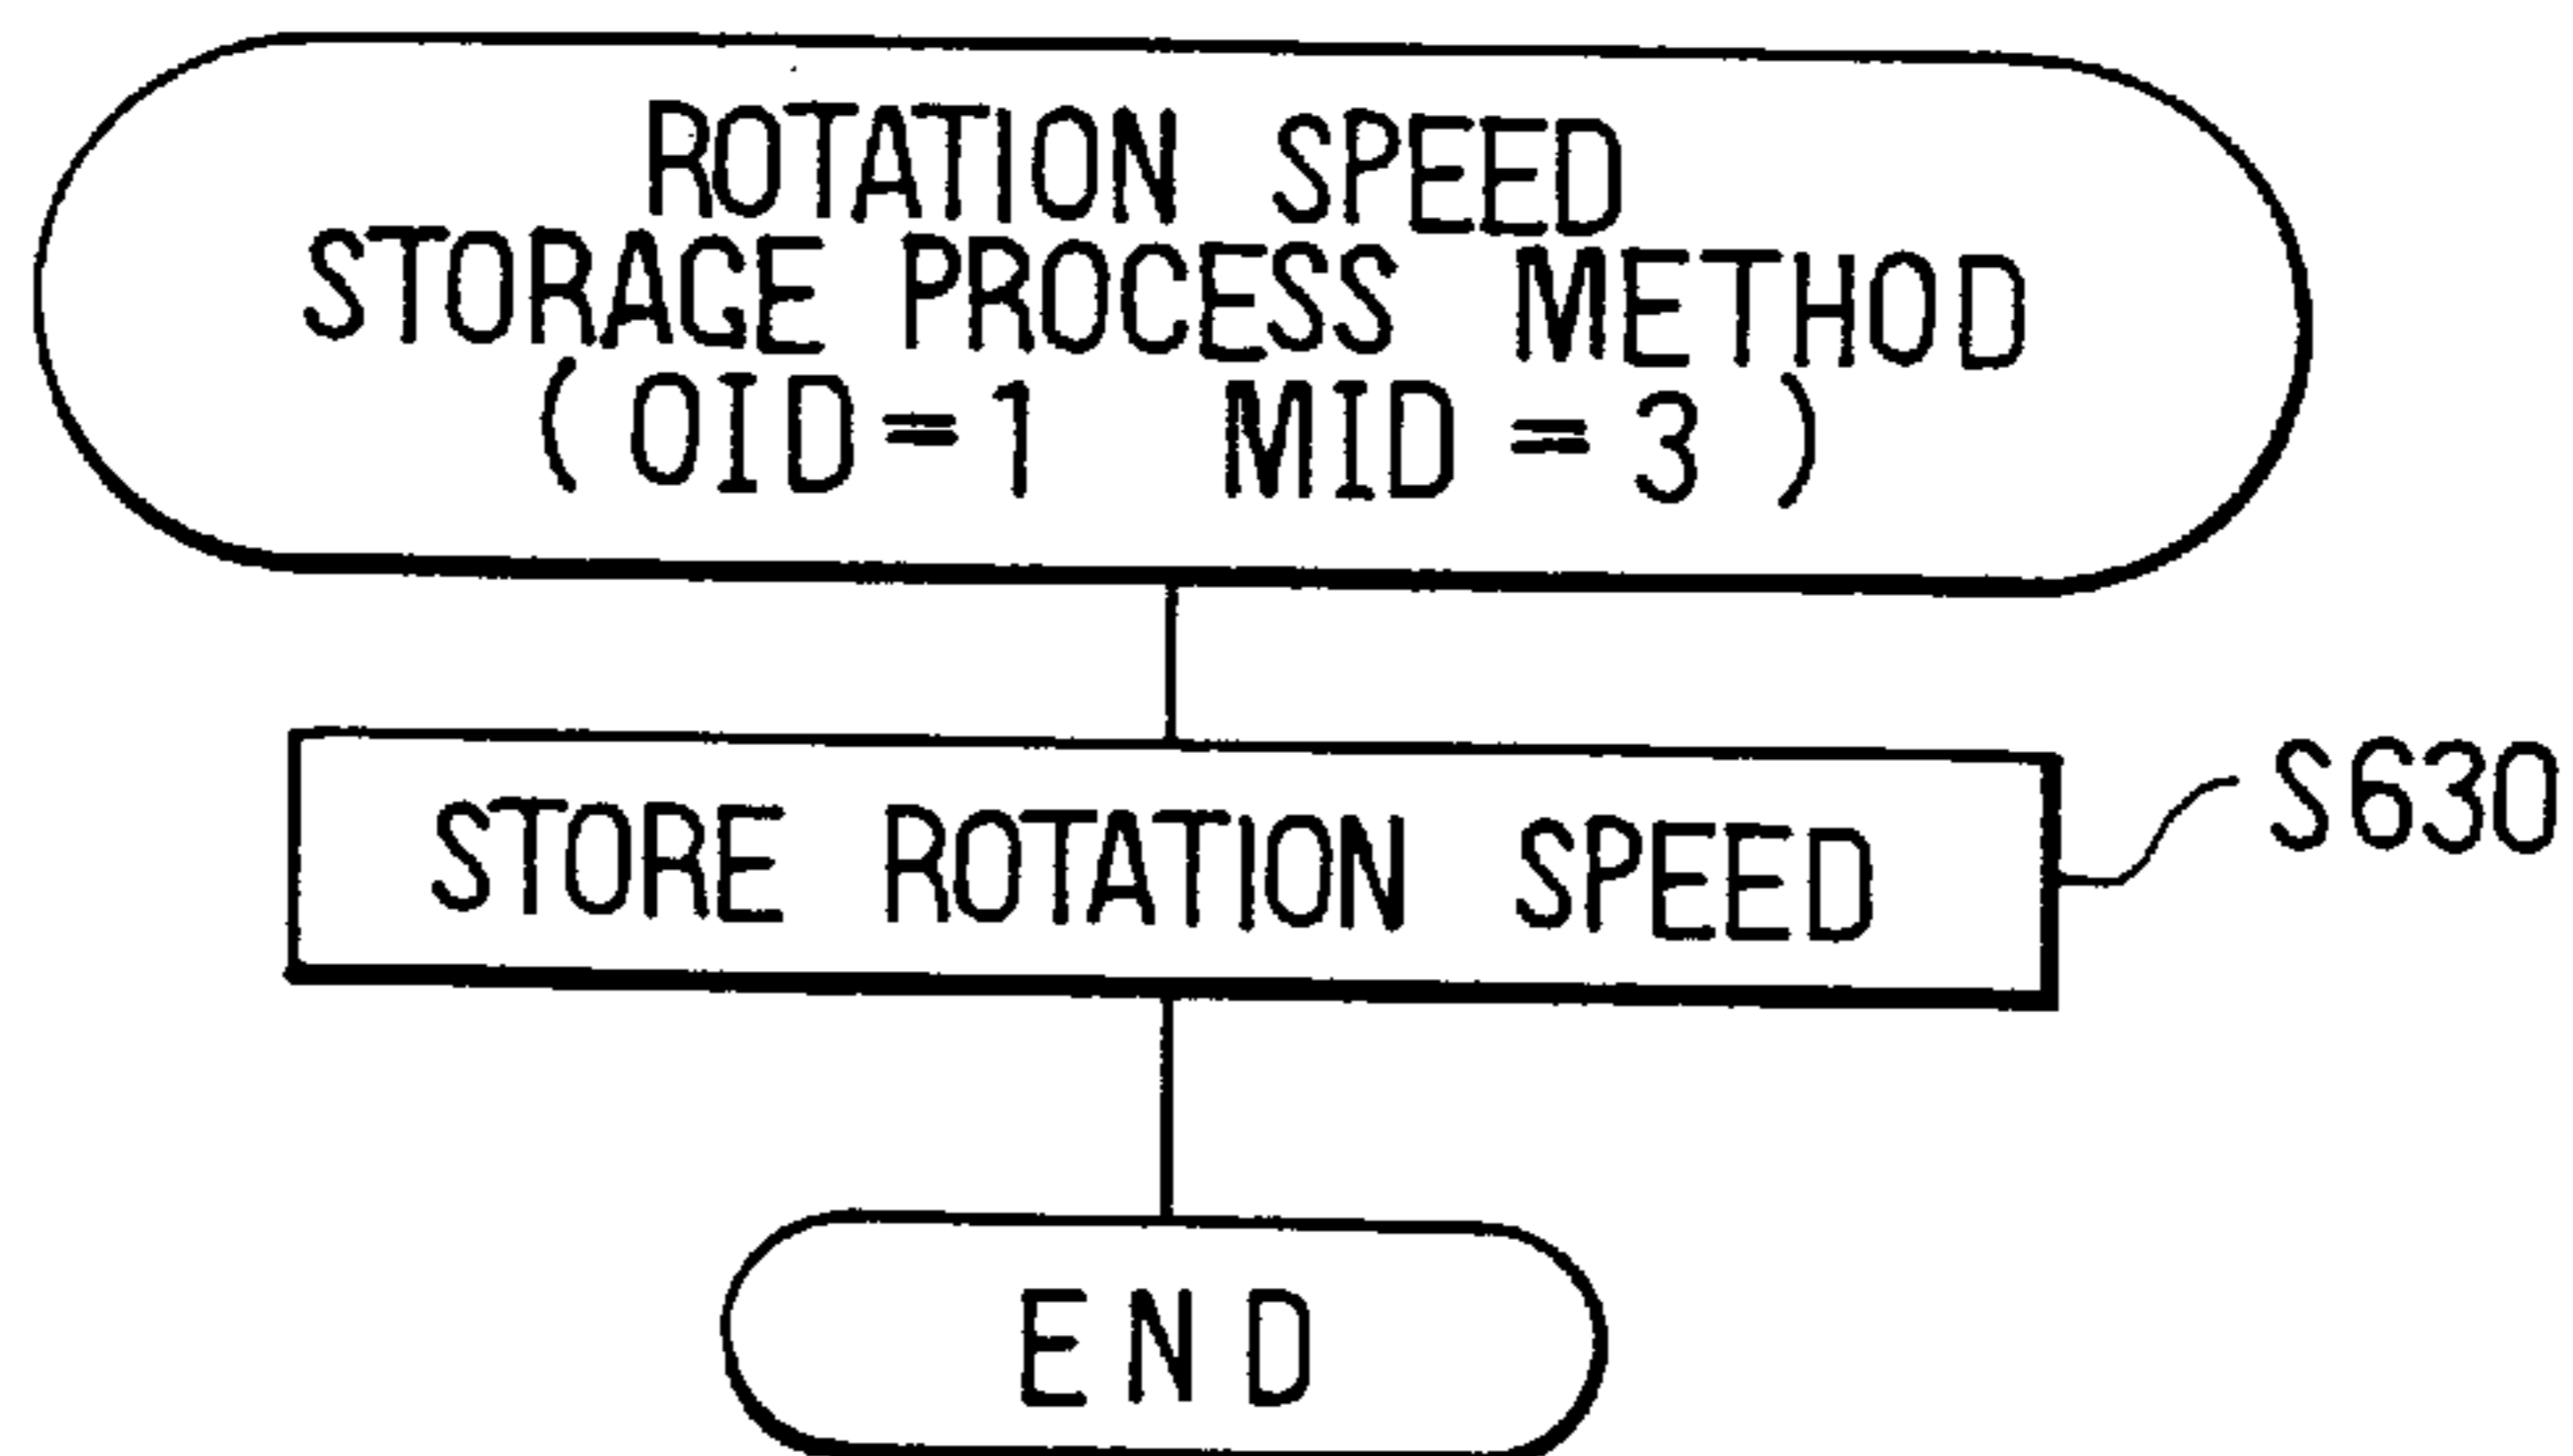 ROTATION SPEED
STORAGE PROCESS METHOD
(OID=1 MID=3)
STORE ROTATION SPEED
S630
END